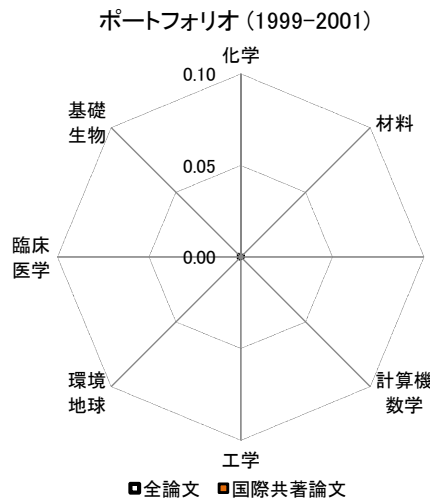 ポートフォリオ (1999-2001)
化学
0.10
基礎
生物
材料
0.05
臨床
医学
0.00
環境
地球
計算機
数学
工学
全論文 国際共著論文